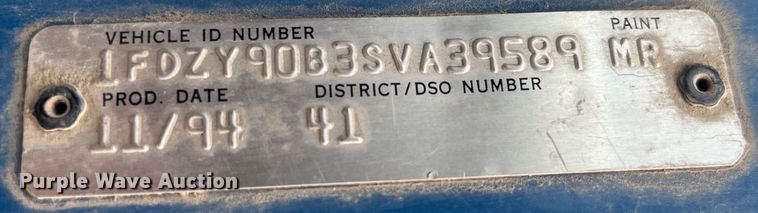 VEHICLE ID NUMBER PAINT
1FDZY90B3SVA39589 MR
PROD. DATE DISTRICT/DSO NUMBER
11/94 41
Purple Wave Auction